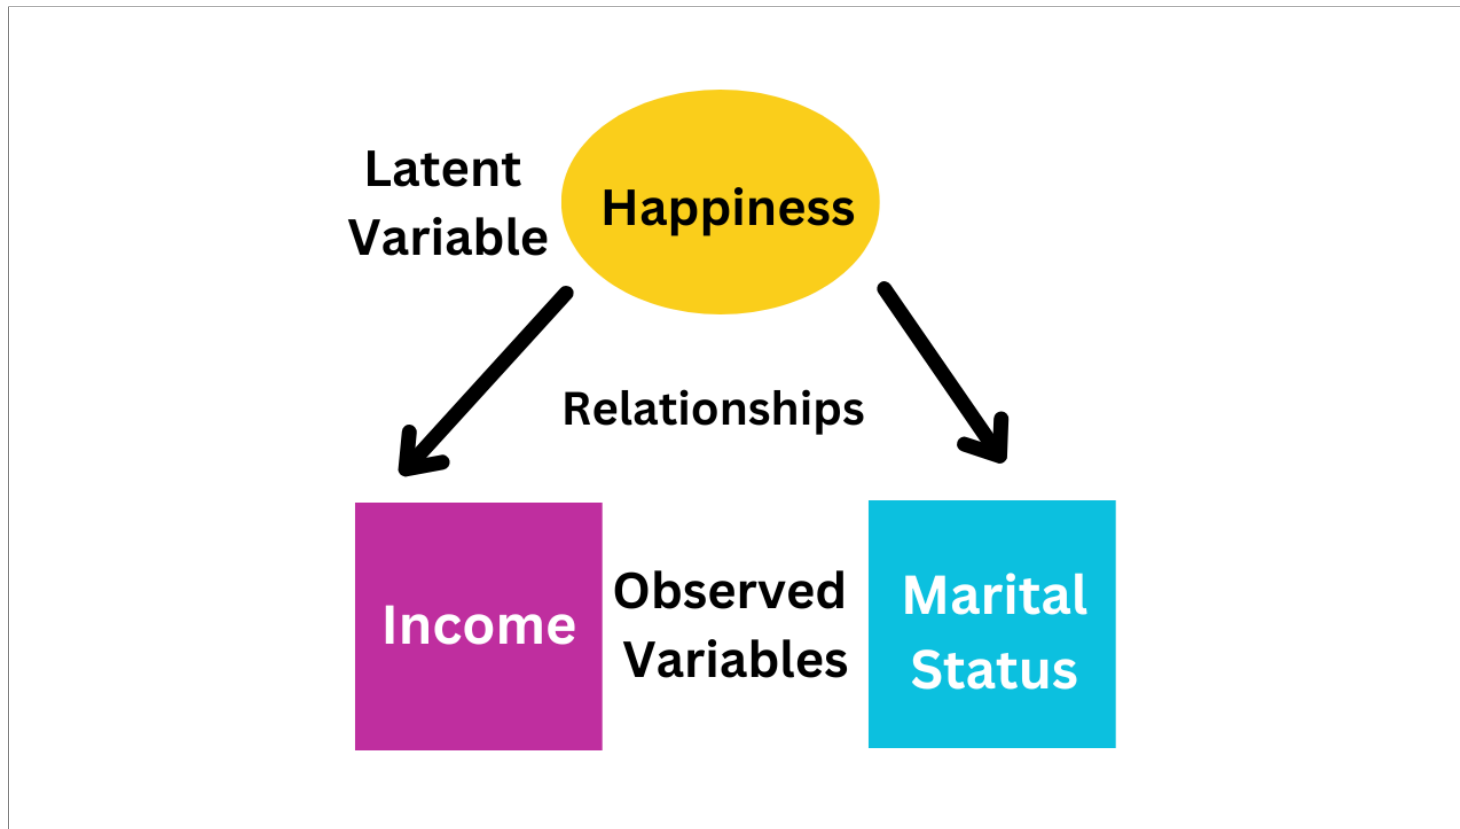 Latent
Variable
Happiness
Relationships
Income
Observed
Variables
Marital
Status